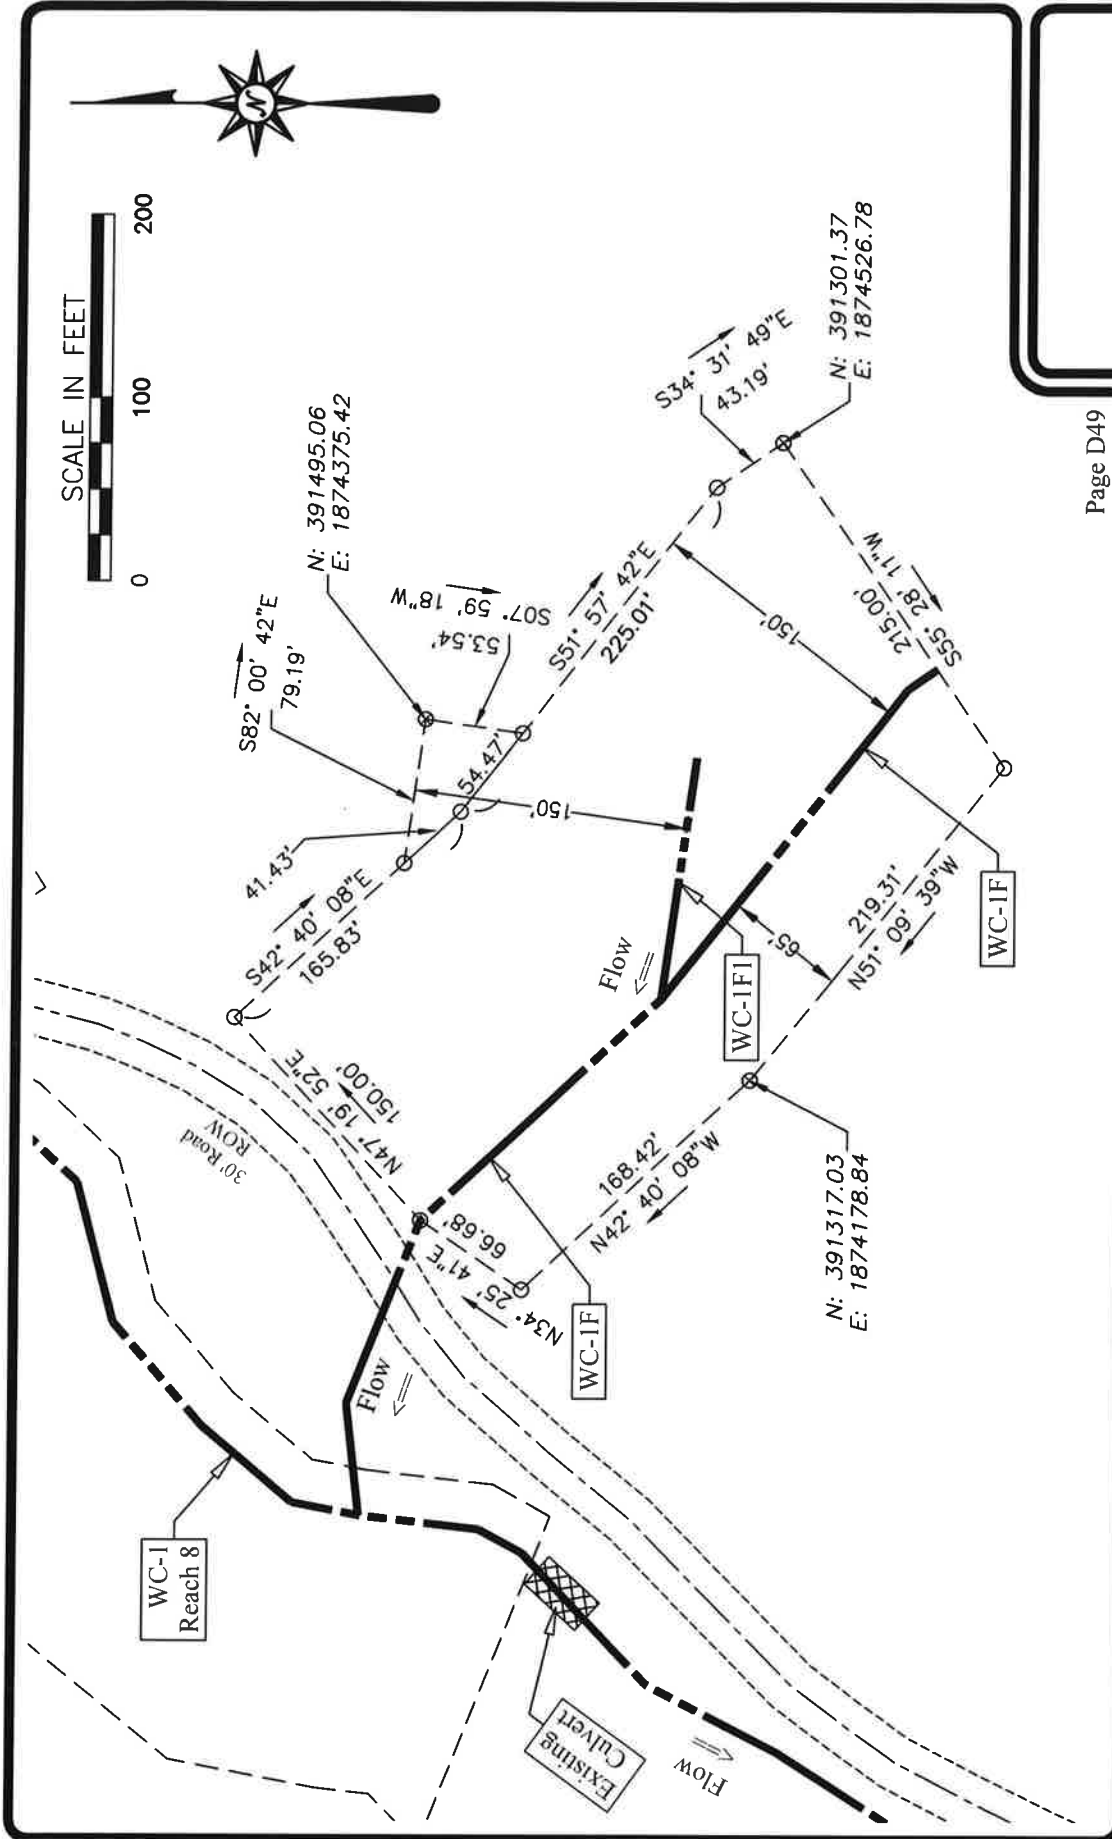 SCALE IN FEET
0
100
200
N
S82° 00' 42"E
79.19'
N: 391495.06
E: 1874375.42
S07° 59' 18"W
53.54'
41.43'
54.47'
S42° 40' 08"E
165.83'
S51° 57' 42"E
225.01'
S34° 31' 49"E
43.19'
N: 391301.37
E: 1874526.78
215.00'
S55° 28' 11"W
150'
150'
65'
219.31'
N51° 09' 39"W
WC-1F
WC-1F1
Flow
N47° 19' 52"E
150.00'
30' Road
ROW
66.68'
N34° 25' 41"E
168.42'
N42° 40' 08"W
N: 391317.03
E: 1874178.84
WC-1F
Flow
WC-1
Reach 8
Existing
Culvert
Flow
Page D49